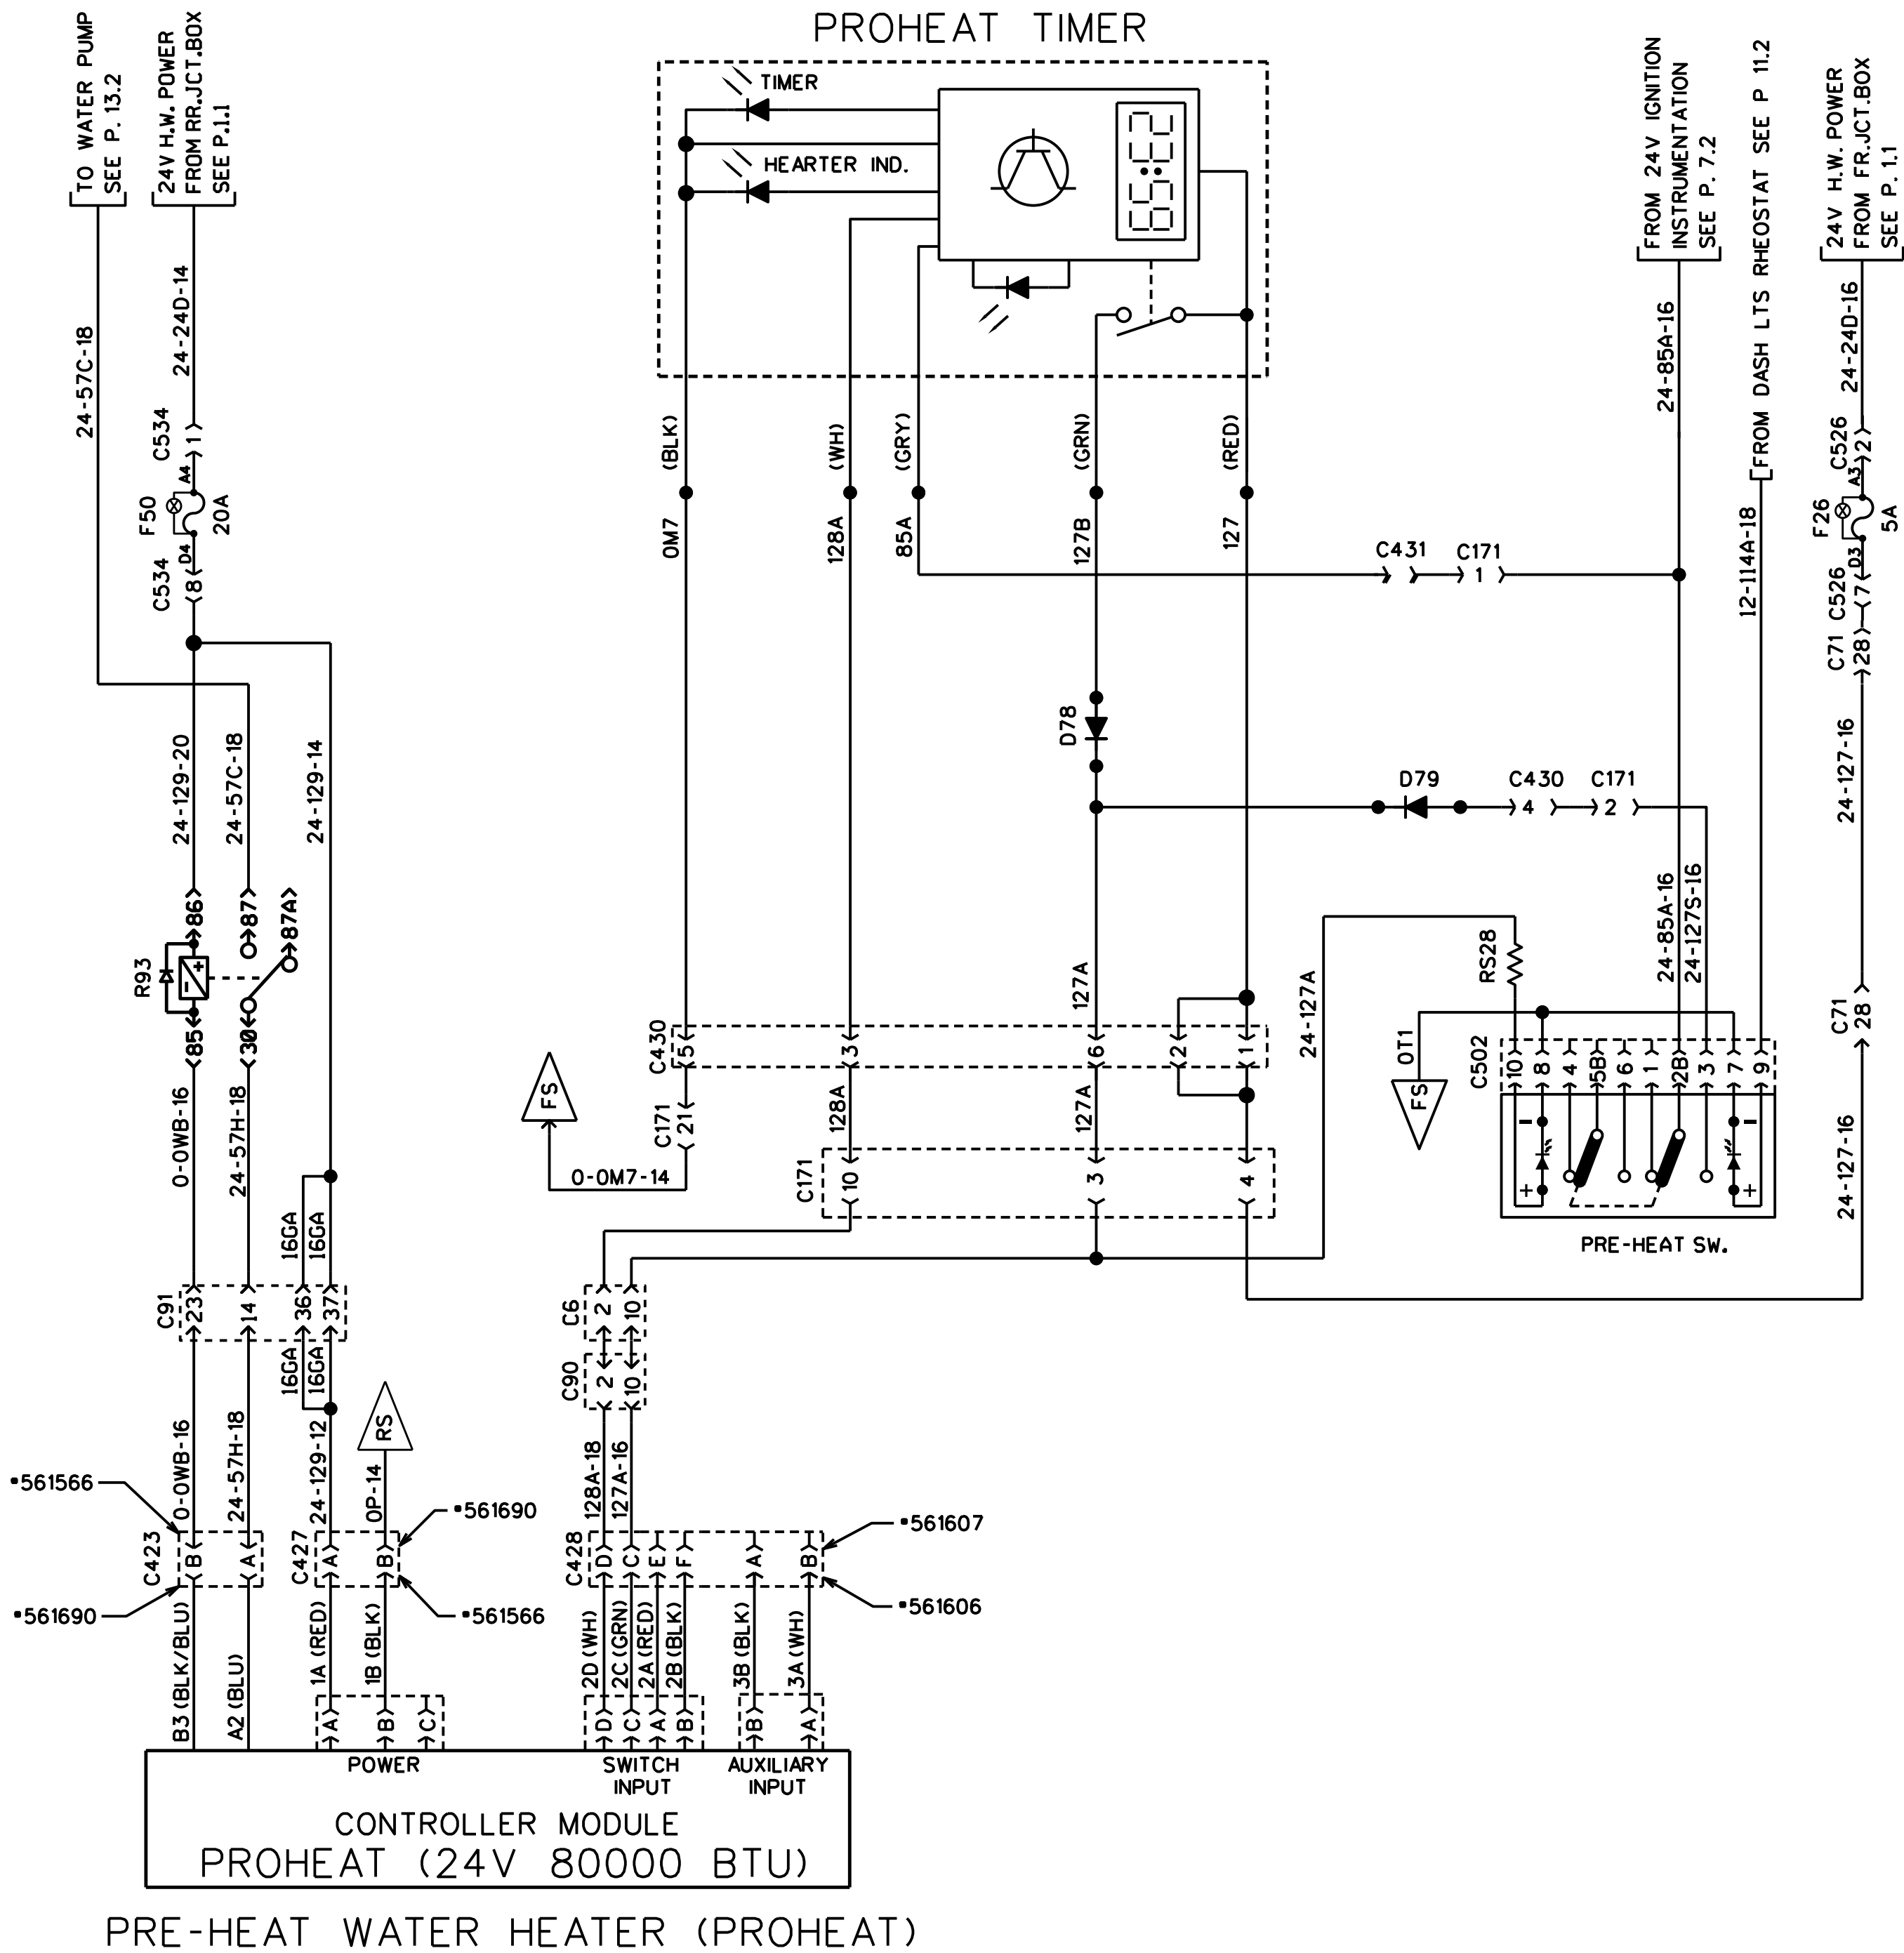 PROHEAT TIMER
TO WATER PUMP
SEE P. 13.2
24V H.W. POWER
FROM RR.JCT.BOX
SEE P.1.1
TIMER
HEARTER IND.
FROM 24V IGNITION
INSTRUMENTATION
SEE P. 7.2
FROM DASH LTS RHEOSTAT SEE P 11.2
24V H.W. POWER
FROM FR.JCT.BOX
SEE P. 1.1
24-57C-18
24-24D-14
24-85A-16
24-24D-16
C534
1
A4
F50
20A
D4
C534
8
(BLK)
(WH)
(GRY)
(GRN)
(RED)
0M7
128A
85A
127B
127
C431
C171
1
12-114A-18
C526
2
A3
F26
5A
D3
C526
7
C71
28
24-129-20
24-57C-18
24-129-14
D78
D79
C430
4
C171
2
24-127-16
86
87
87A
R93
85
30
127A
24-127A
RS28
24-85A-16
24-127S-16
C430
5
3
6
2
1
0T1
FS
C502
10
8
4
5B
6
1
2B
3
7
9
C71
28
0-0WB-16
24-57H-18
FS
C171
21
128A
127A
0-0M7-14
C171
10
3
4
- -
+ +
PRE-HEAT SW.
24-127-16
16GA
16GA
C91
23
14
36
37
16GA
16GA
C6
2
10
C90
2
10
RS
0-0WB-16
24-57H-18
24-129-12
0P-14
128A-18
127A-16
*561566
*561690
*561607
C423
B
A
C427
A
B
C428
D
C
E
F
A
B
*561690
*561566
*561606
B3 (BLK/BLU)
A2 (BLU)
1A (RED)
1B (BLK)
2D (WH)
2C (GRN)
2A (RED)
2B (BLK)
3B (BLK)
3A (WH)
A
B
C
D
C
A
B
B
A
POWER
SWITCH
INPUT
AUXILIARY
INPUT
CONTROLLER MODULE
PROHEAT (24V 80000 BTU)
PRE-HEAT WATER HEATER (PROHEAT)